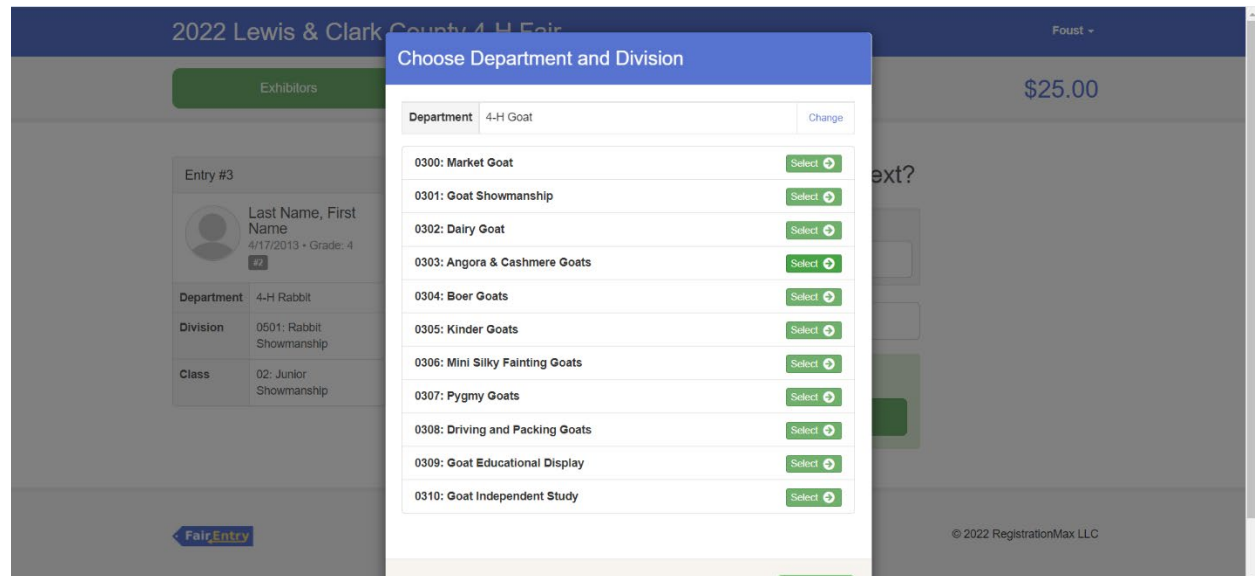 2022 Lewis & Clark County 4-H Fair
Foust
Exhibitors
$25.00
Choose Department and Division
Department 4-H Goat Change
0300: Market Goat Select
0301: Goat Showmanship Select
0302: Dairy Goat Select
0303: Angora & Cashmere Goats Select
0304: Boer Goats Select
0305: Kinder Goats Select
0306: Mini Silky Fainting Goats Select
0307: Pygmy Goats Select
0308: Driving and Packing Goats Select
0309: Goat Educational Display Select
0310: Goat Independent Study Select
Entry #3
Last Name, First
Name
4/17/2013 • Grade: 4
#2
Department 4-H Rabbit
Division 0501: Rabbit
Showmanship
Class 02: Junior
Showmanship
ext?
FairEntry
© 2022 RegistrationMax LLC